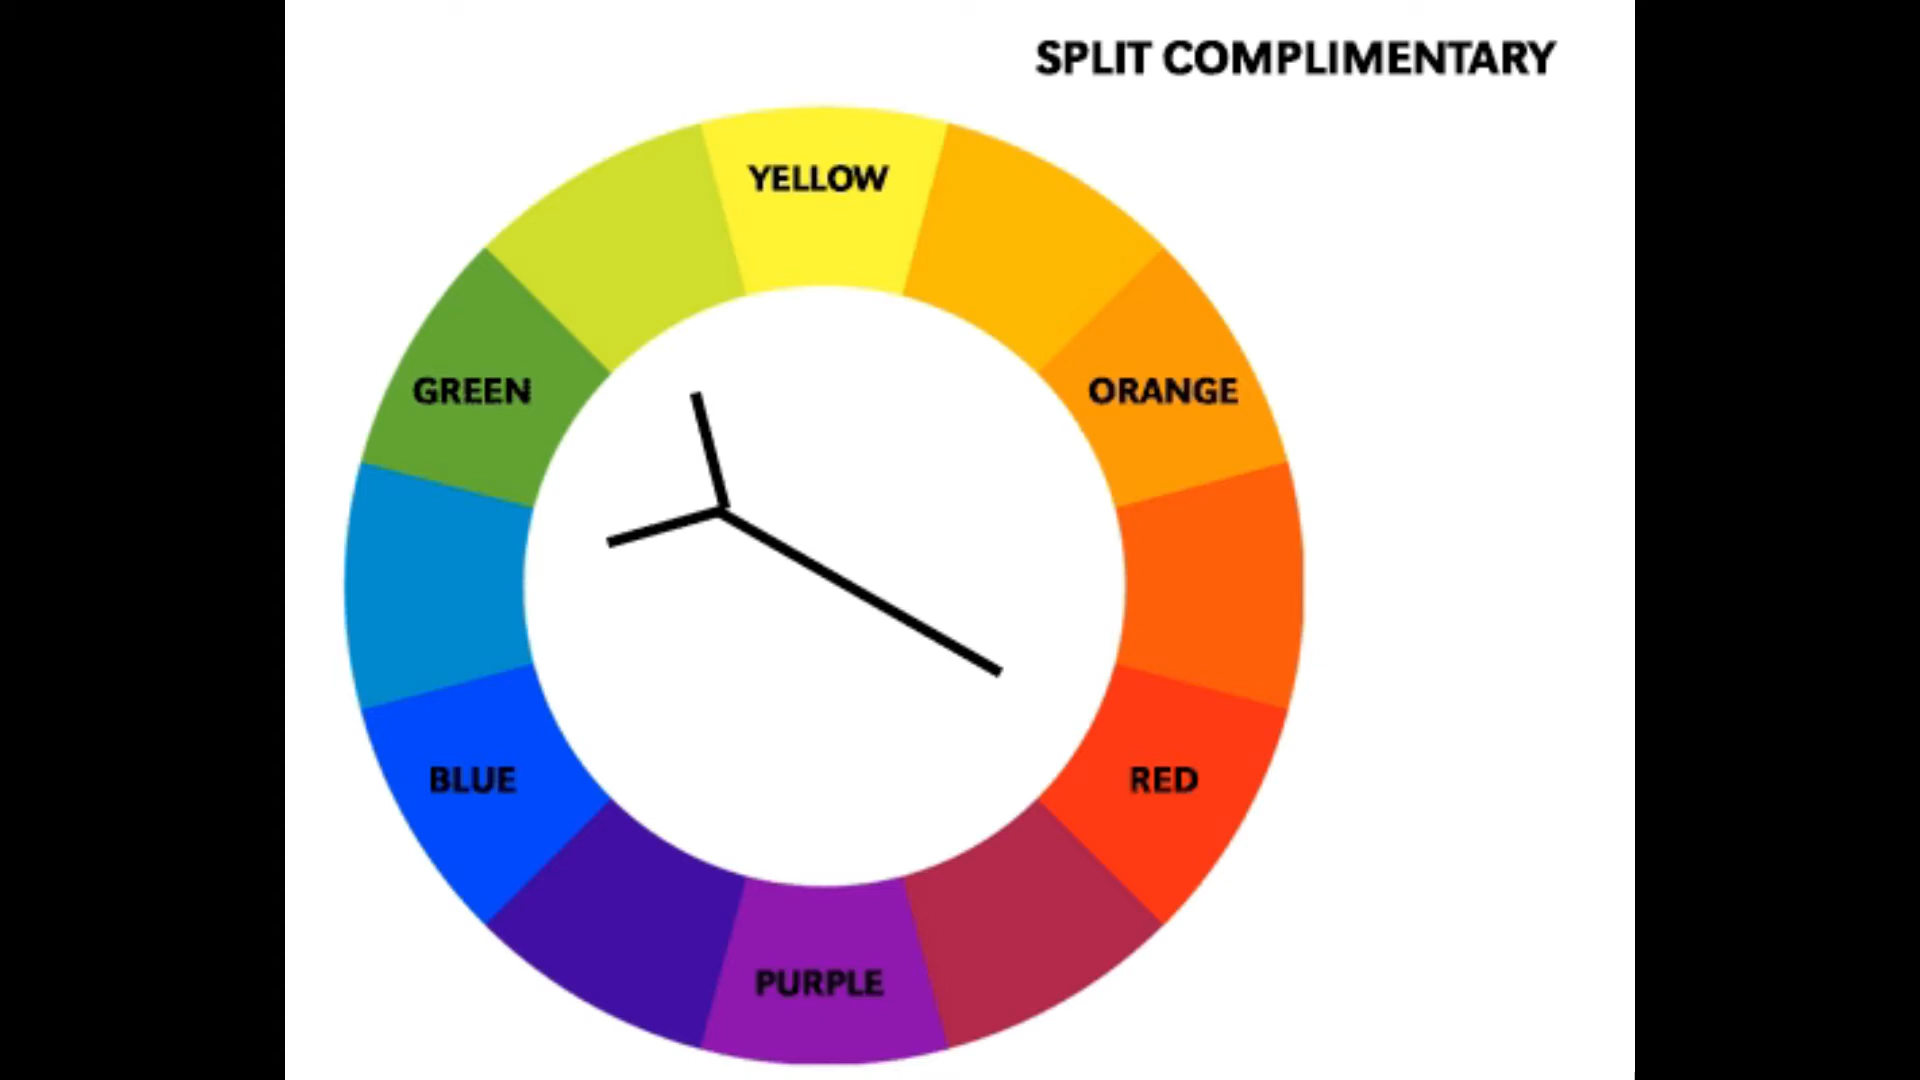 SPLIT COMPLIMENTARY
YELLOW
GREEN
ORANGE
BLUE
RED
PURPLE